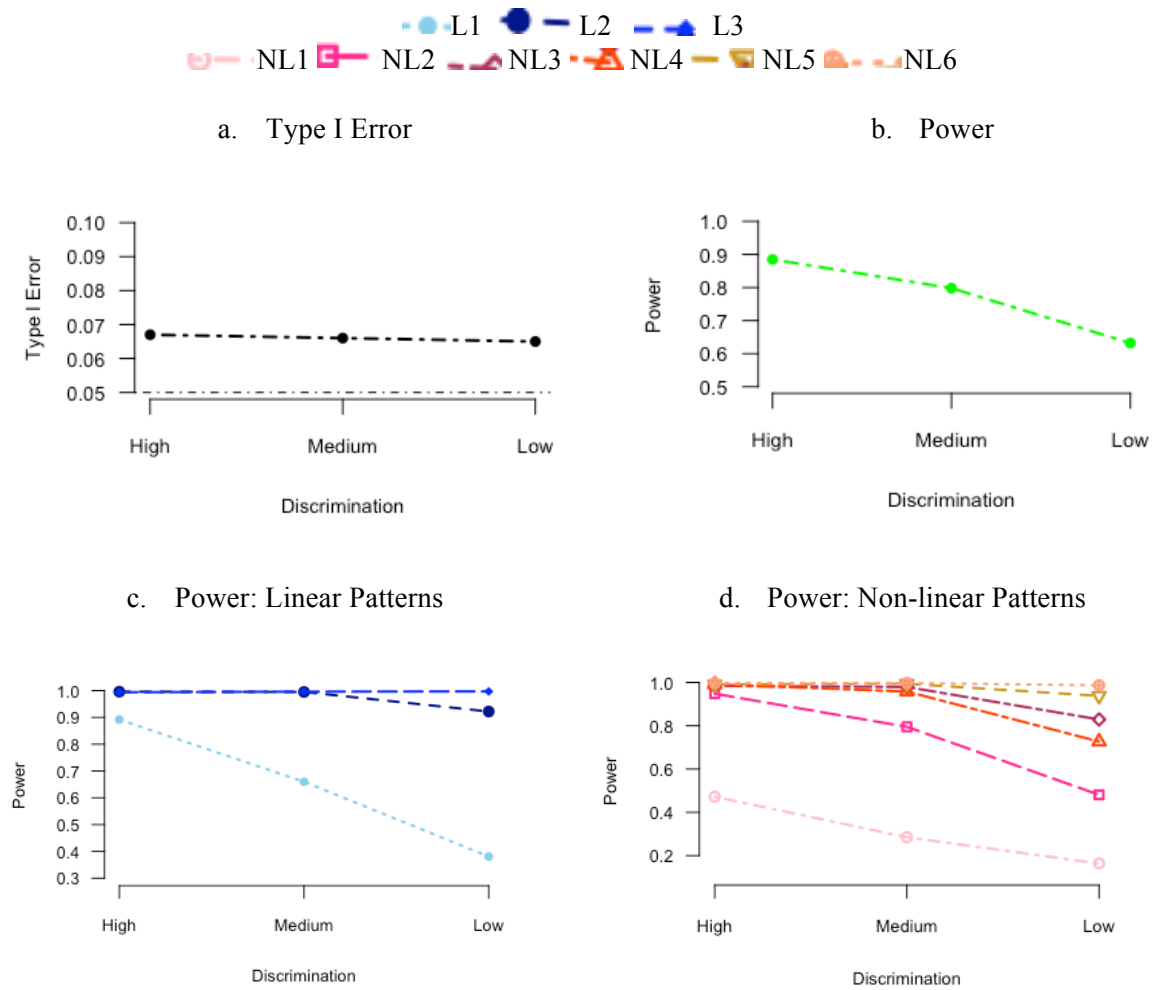 L1 L2 L3
NL1 NL2 NL3 NL4 NL5 NL6
a. Type I Error
b. Power
Type I Error
0.10
0.09
0.08
0.07
0.06
0.05
High Medium Low
Discrimination
Power
1.0
0.9
0.8
0.7
0.6
0.5
High Medium Low
Discrimination
c. Power: Linear Patterns
d. Power: Non-linear Patterns
Power
1.0
0.9
0.8
0.7
0.6
0.5
0.4
0.3
High Medium Low
Discrimination
Power
1.0
0.8
0.6
0.4
0.2
High Medium Low
Discrimination